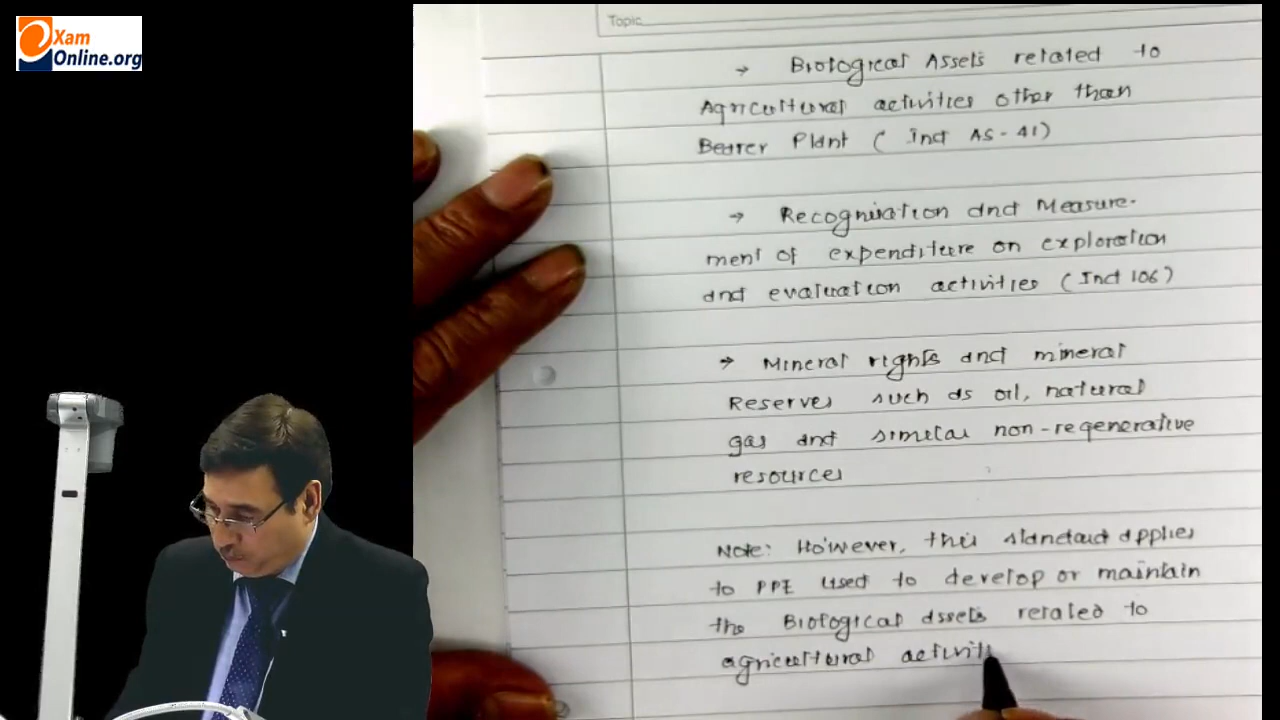 Xam
Online.org
Topic
→ Biological Assets related to
Agricultural activities other than
Bearer Plant ( Ind AS-41)
→ Recognisation and Measure-
ment of expenditure on exploration
and evaluation activities (Ind 106)
→ Mineral rights and mineral
Reserves such as oil, natural
gas and similar non-regenerative
resources
Note: However, this standard applies
to PPE used to develop or maintain
the Biological assets related to
agricultural activiti